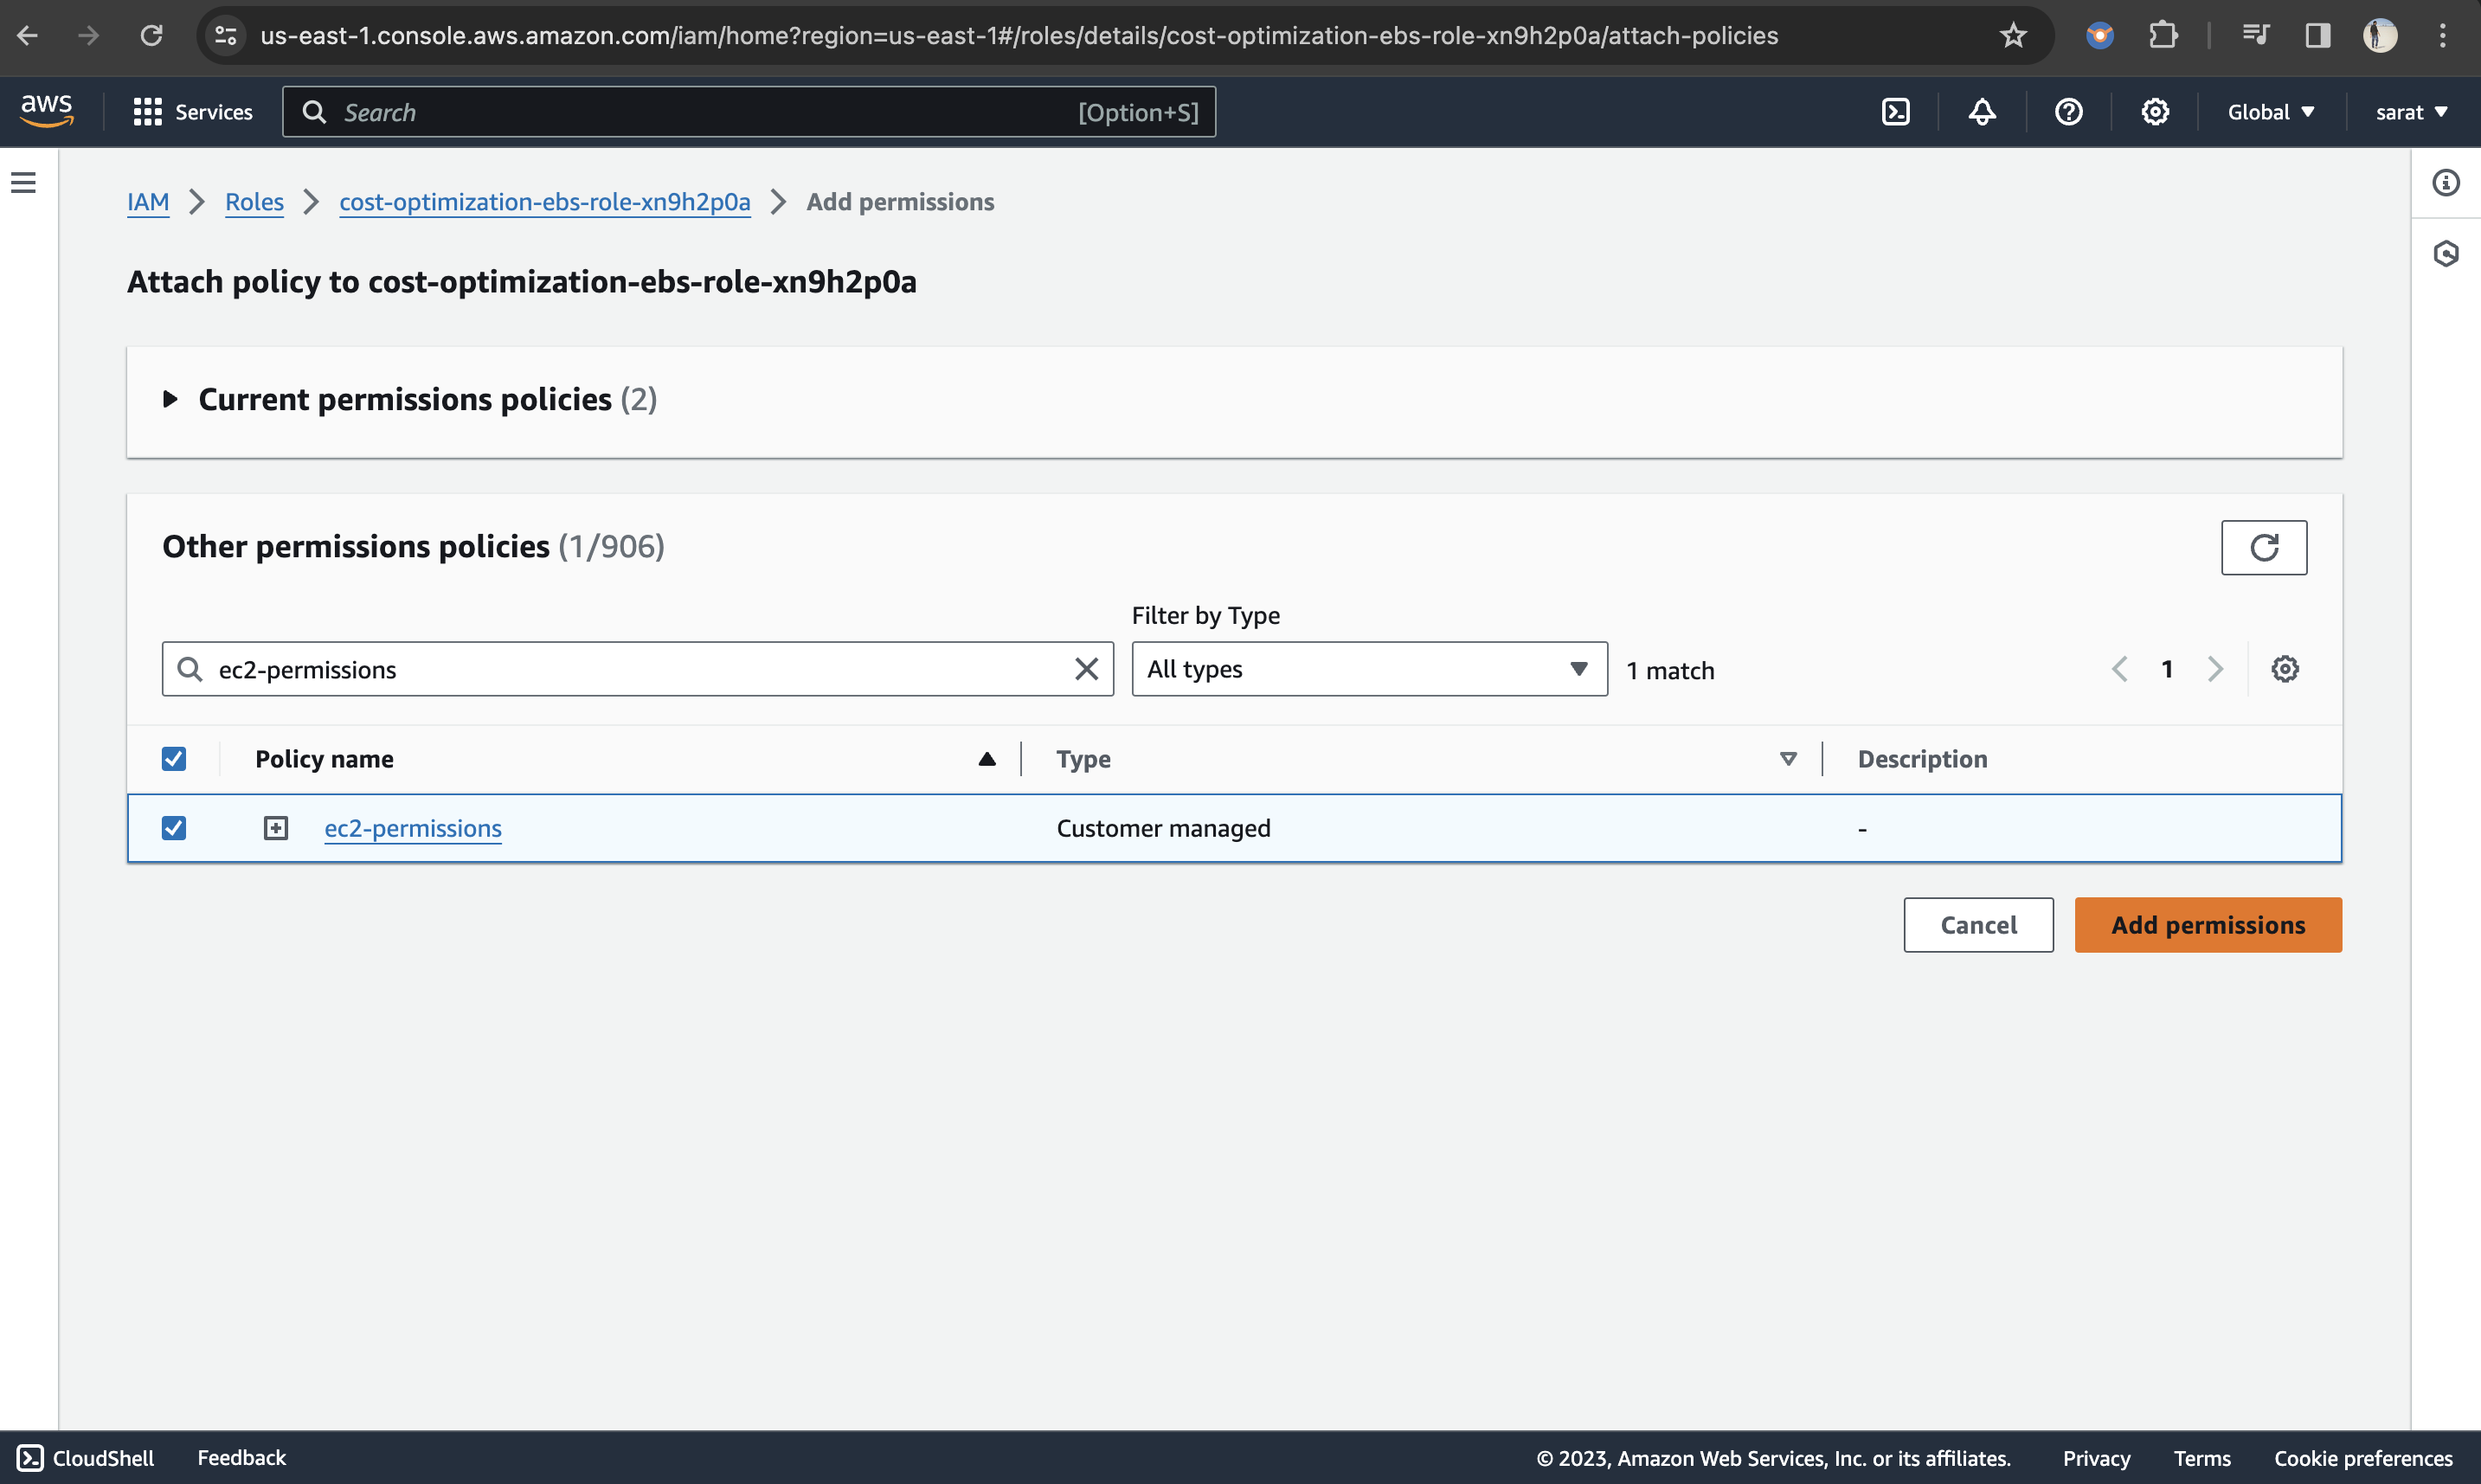 us-east-1.console.aws.amazon.com/iam/home?region=us-east-1#/roles/details/cost-optimization-ebs-role-xn9h2p0a/attach-policies
aws
Services
Search
[Option+S]
Global
sarat
IAM
Roles
cost-optimization-ebs-role-xn9h2p0a
Add permissions
Attach policy to cost-optimization-ebs-role-xn9h2p0a
Current permissions policies (2)
Other permissions policies (1/906)
Filter by Type
ec2-permissions
All types
1 match
1
Policy name
Type
Description
ec2-permissions
Customer managed
-
Cancel
Add permissions
CloudShell
Feedback
© 2023, Amazon Web Services, Inc. or its affiliates.
Privacy
Terms
Cookie preferences